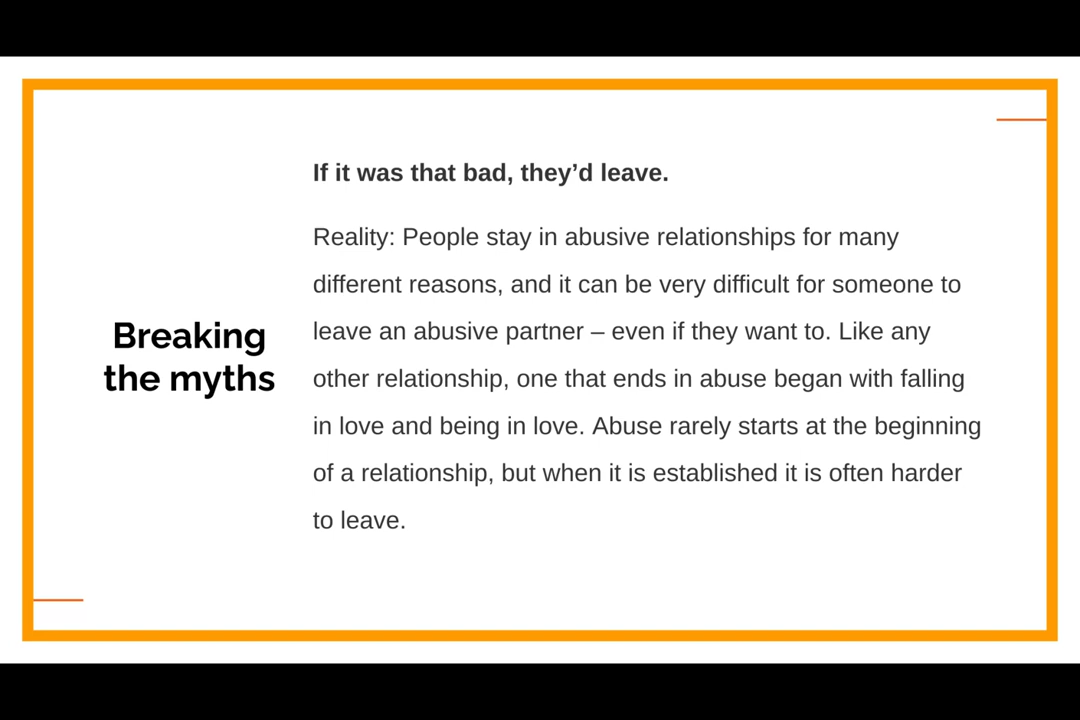 Breaking
the myths
If it was that bad, they’d leave.
Reality: People stay in abusive relationships for many
different reasons, and it can be very difficult for someone to
leave an abusive partner – even if they want to. Like any
other relationship, one that ends in abuse began with falling
in love and being in love. Abuse rarely starts at the beginning
of a relationship, but when it is established it is often harder
to leave.